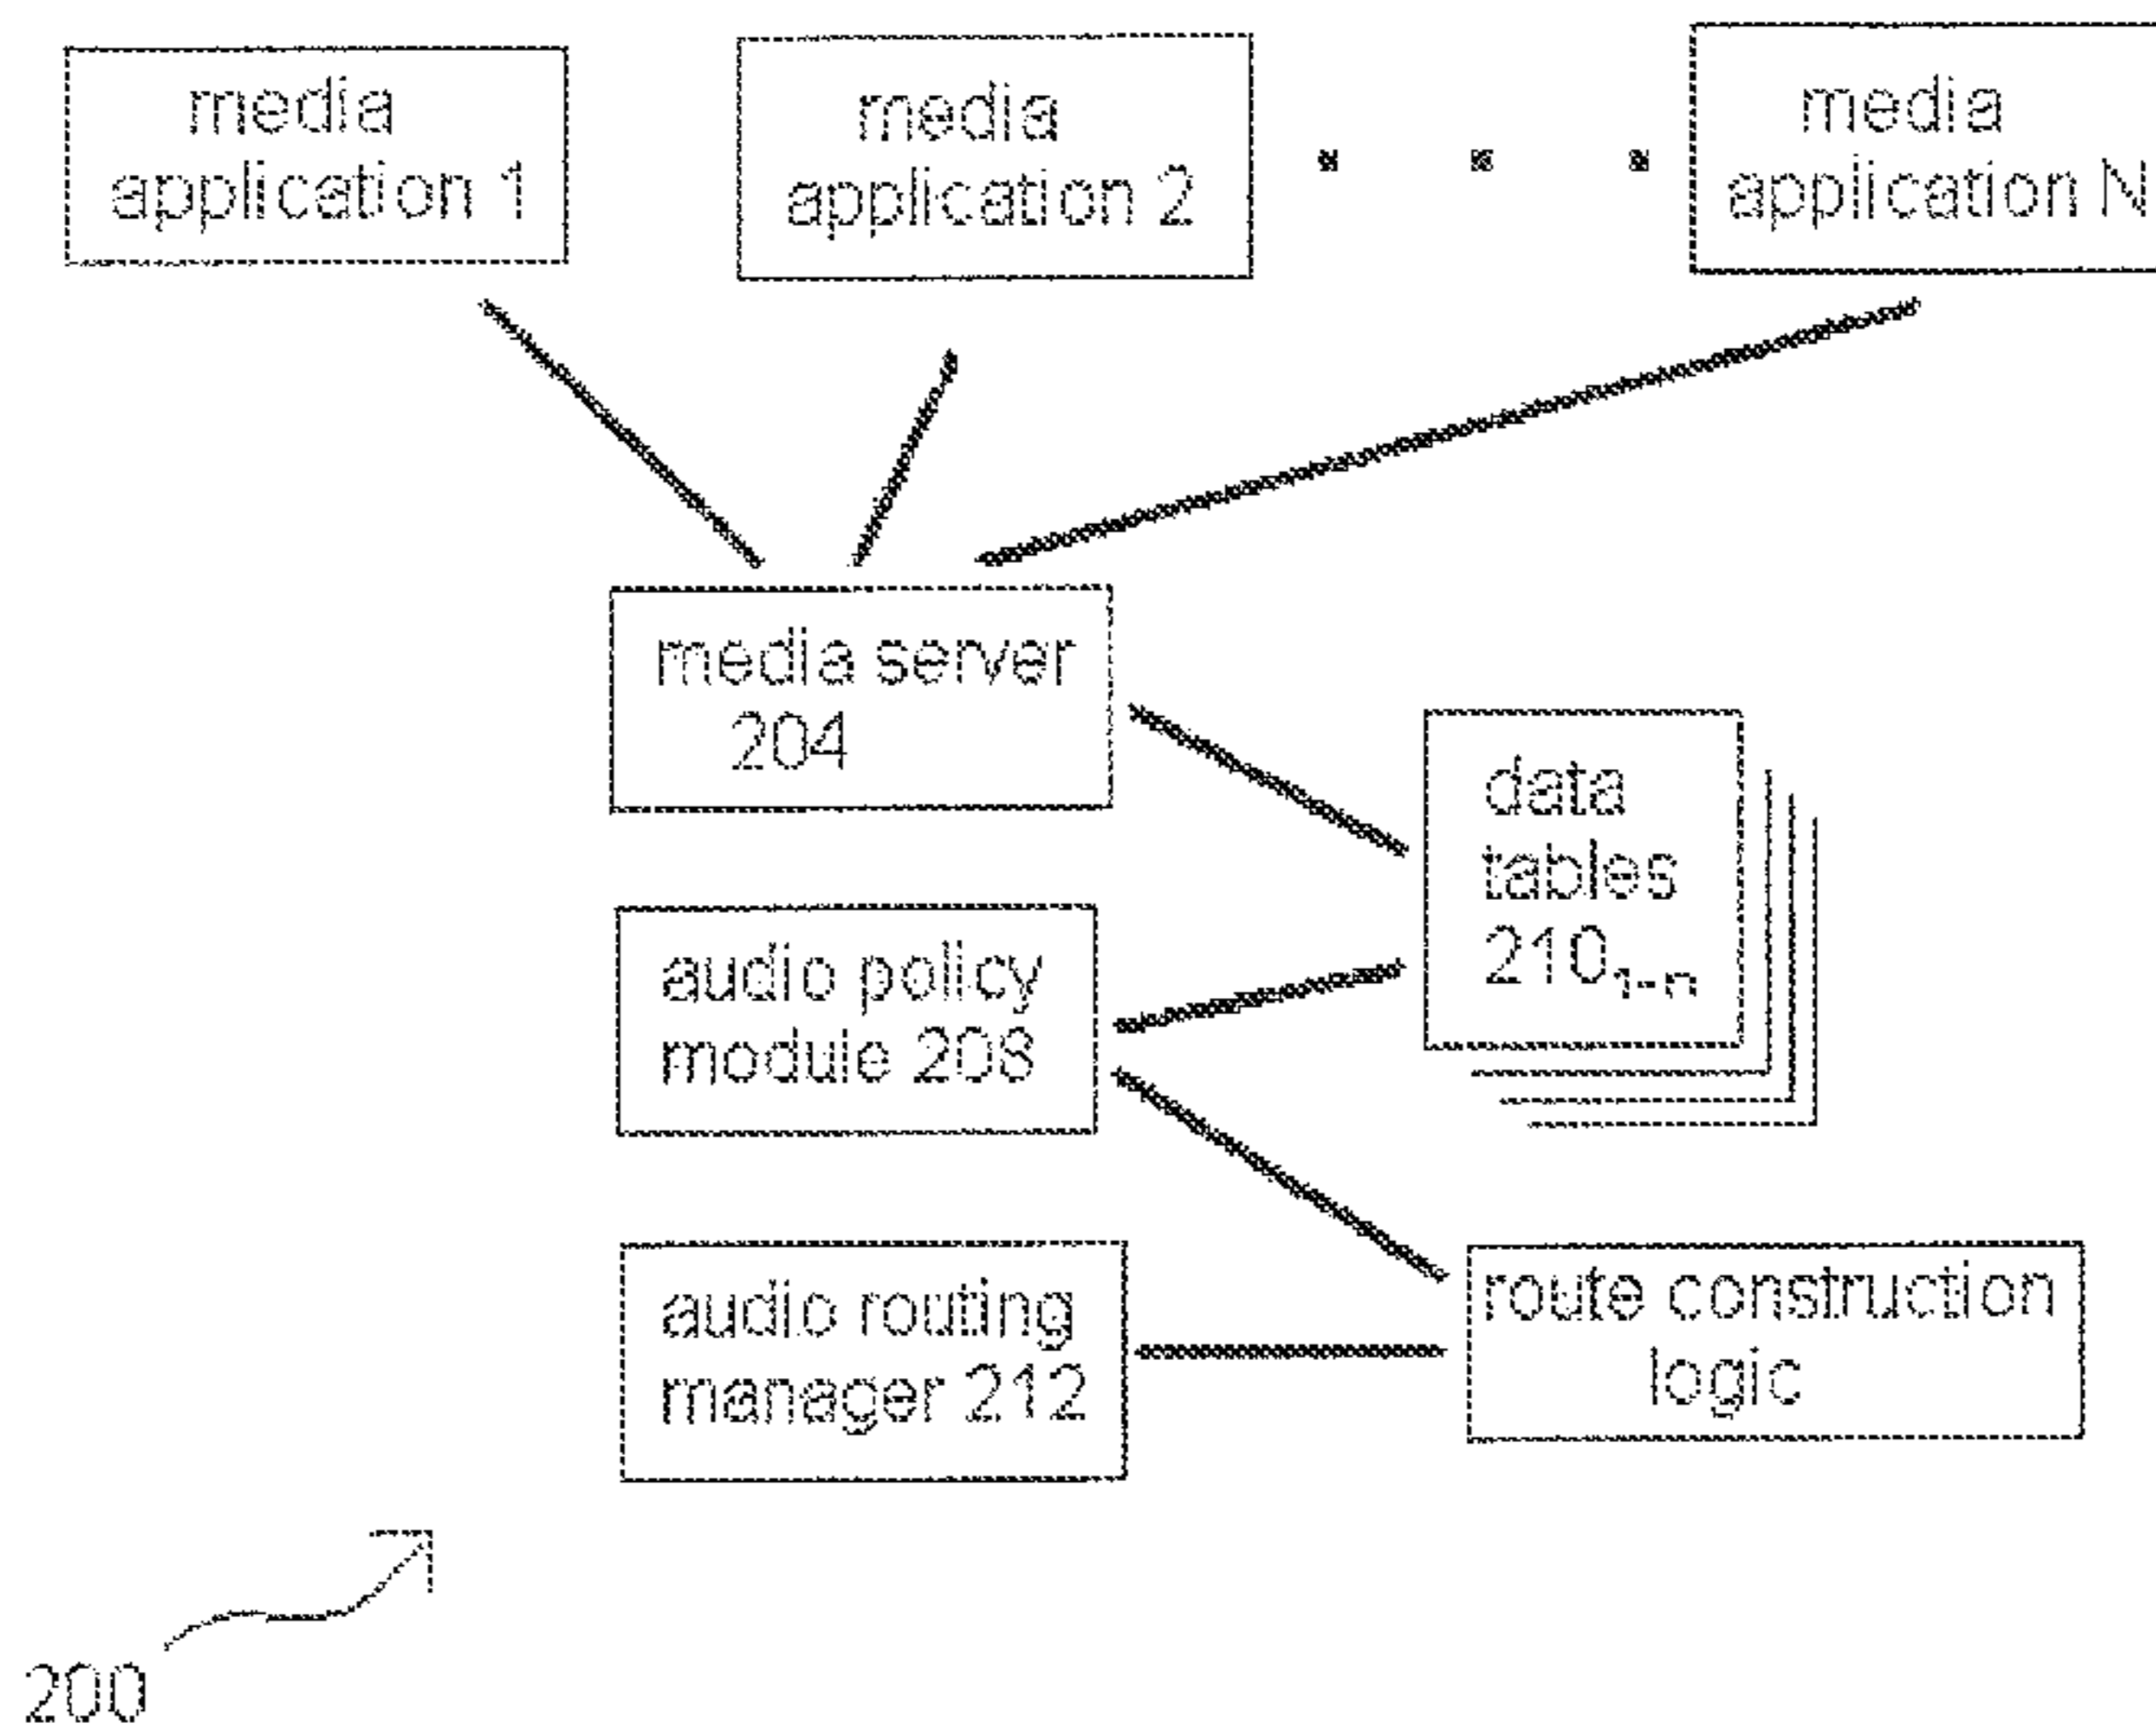 media
application 1
media
application 2
media
application N
media server
204
data
tables
210₁₋ₙ
audio policy
module 208
audio routing
manager 212
route construction
logic
200